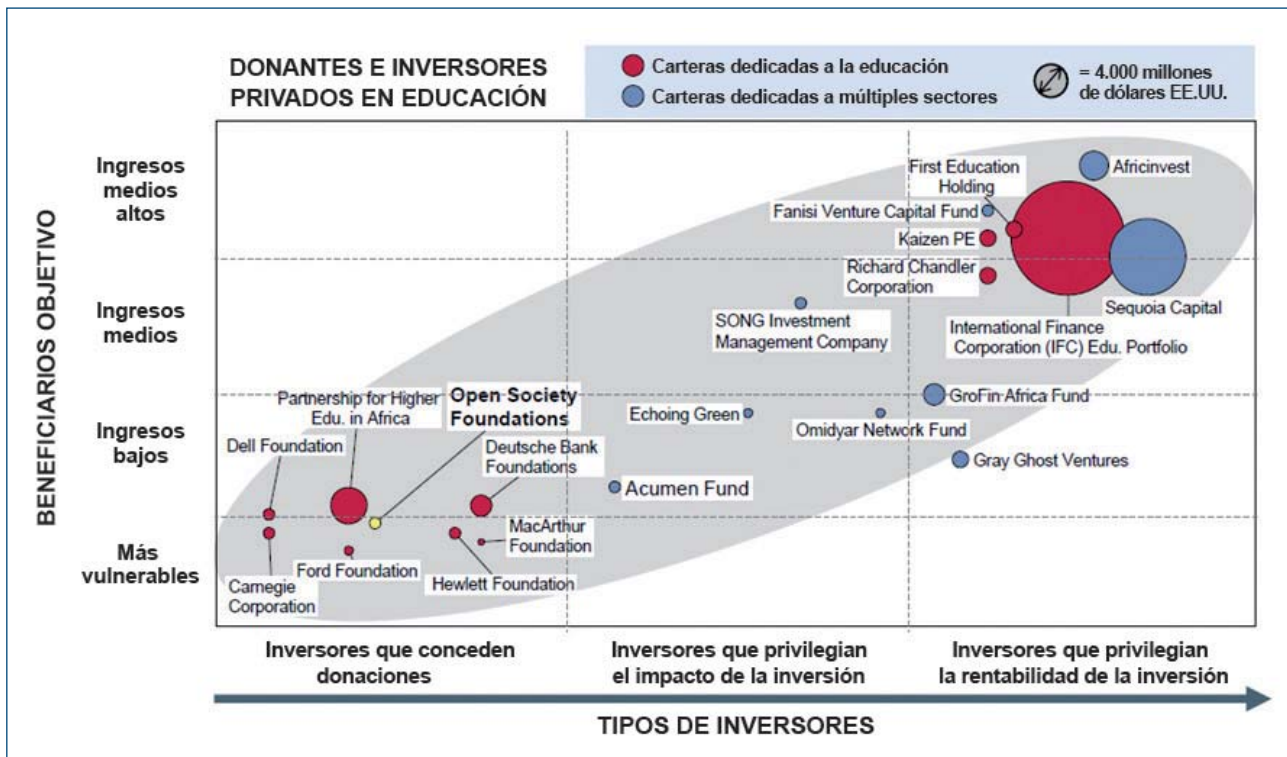 DONANTES E INVERSORES
PRIVADOS EN EDUCACIÓN
Carteras dedicadas a la educación
Carteras dedicadas a múltiples sectores
= 4.000 millones
de dólares EE.UU.
BENEFICIARIOS OBJETIVO
Ingresos
medios
altos
Ingresos
medios
Ingresos
bajos
Más
vulnerables
First Education
Holding
Africinvest
Fanisi Venture Capital Fund
Kaizen PE
Richard Chandler
Corporation
Sequoia Capital
International Finance
Corporation (IFC) Edu. Portfolio
SONG Investment
Management Company
Partnership for Higher
Edu. in Africa
Open Society
Foundations
Echoing Green
Omidyar Network Fund
GroFin Africa Fund
Dell Foundation
Deutsche Bank
Foundations
Gray Ghost Ventures
Acumen Fund
MacArthur
Foundation
Ford Foundation
Hewlett Foundation
Carnegie
Corporation
Inversores que conceden
donaciones
Inversores que privilegian
el impacto de la inversión
Inversores que privilegian
la rentabilidad de la inversión
TIPOS DE INVERSORES